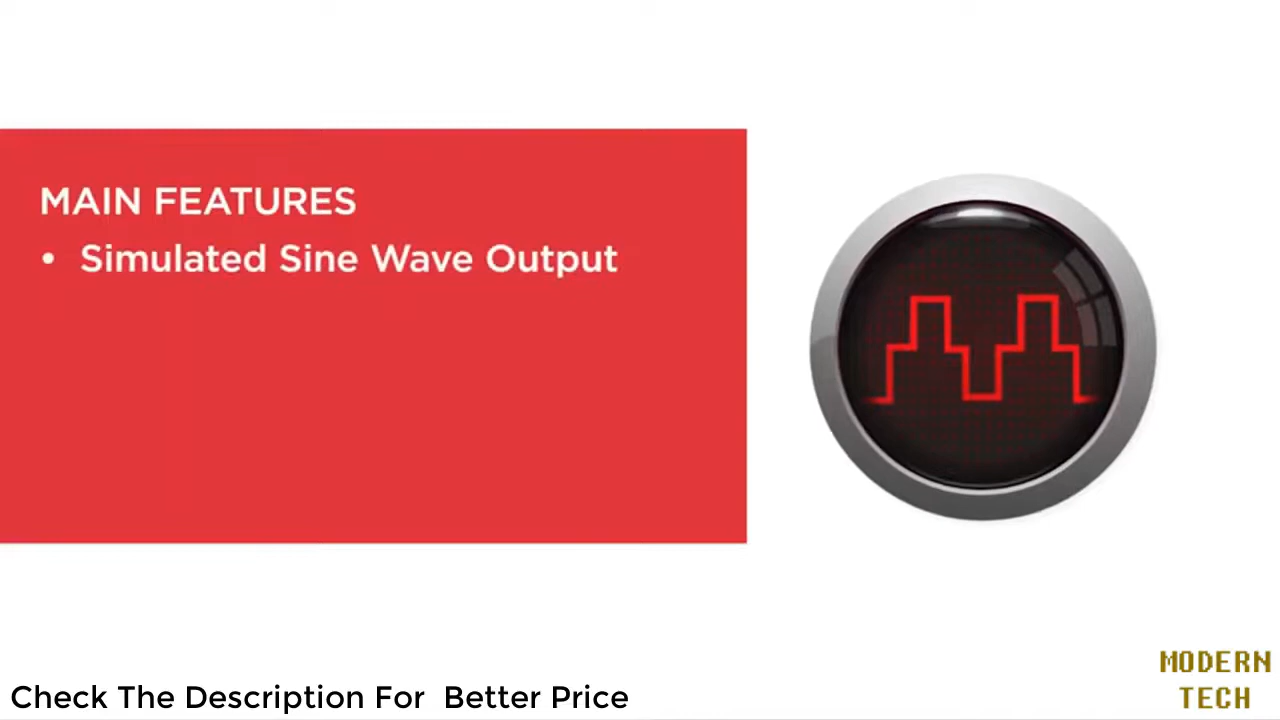 MAIN FEATURES
• Simulated Sine Wave Output
Check The Description For  Better Price
MODERN
TECH